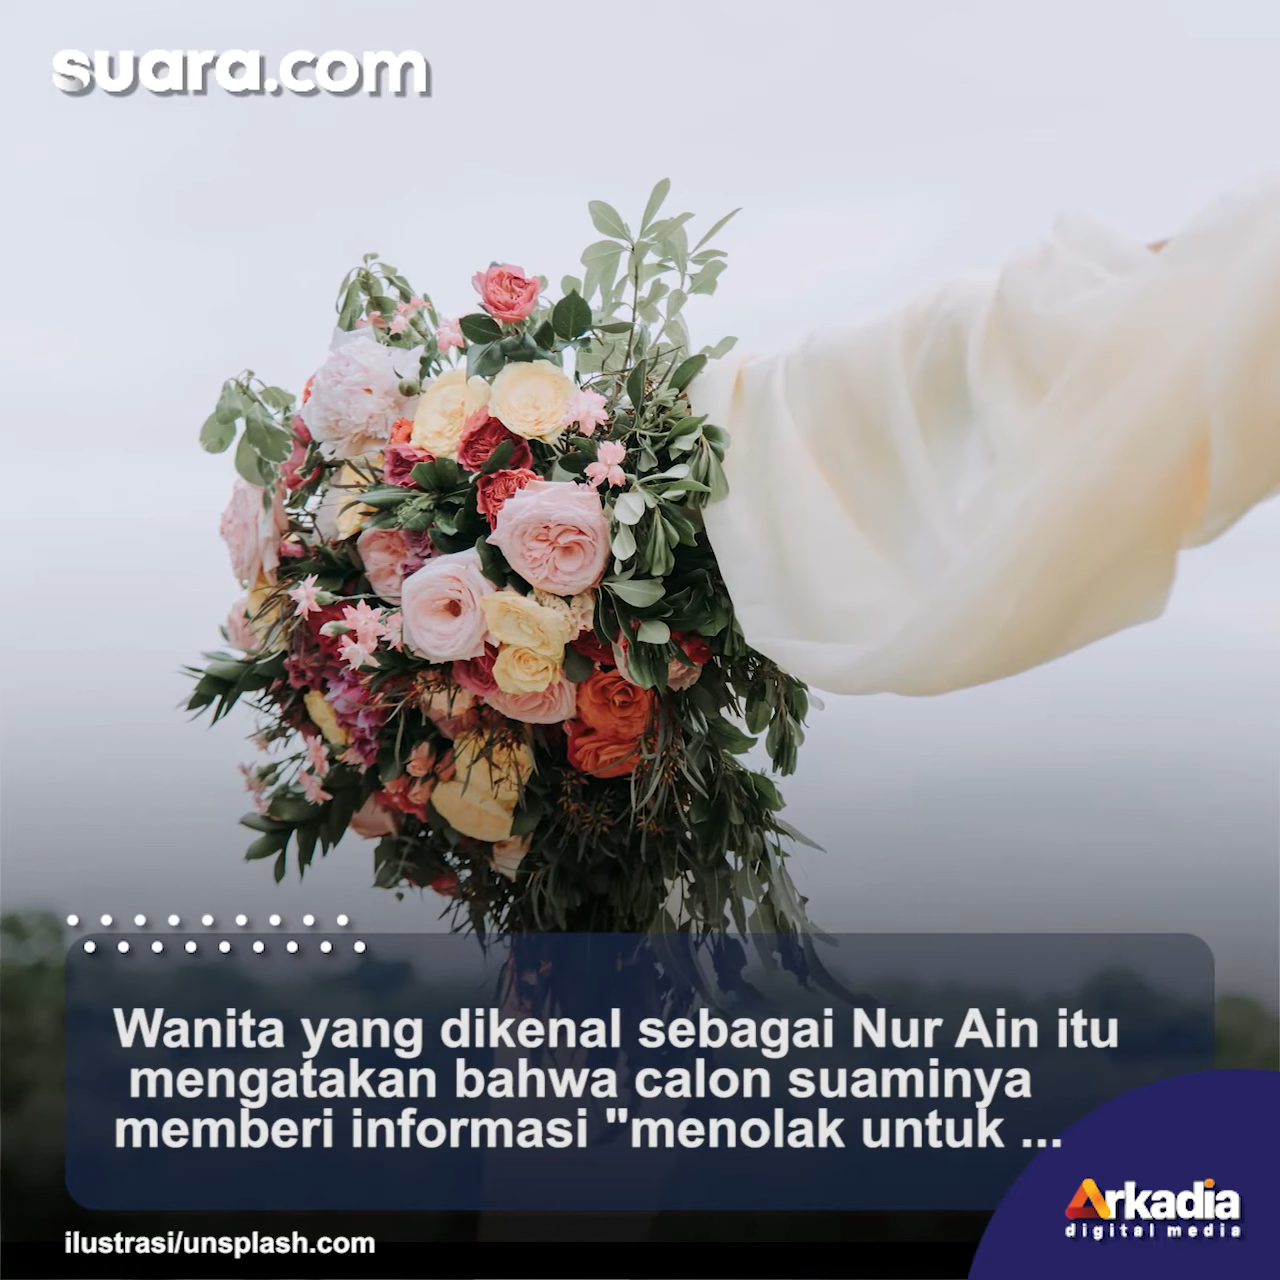 suara.com
Wanita yang dikenal sebagai Nur Ain itu
mengatakan bahwa calon suaminya
memberi informasi "menolak untuk ...
Arkadia
digital media
ilustrasi/unsplash.com